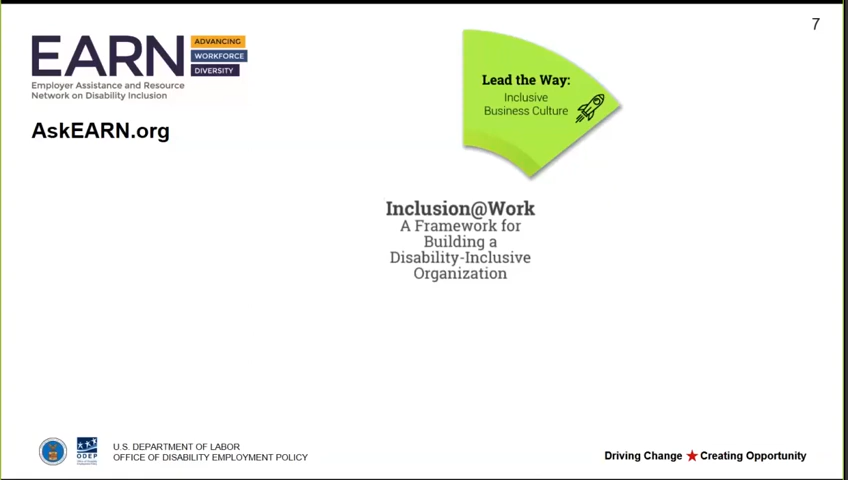 7
EARN
ADVANCING
WORKFORCE
DIVERSITY
Employer Assistance and Resource
Network on Disability Inclusion
AskEARN.org
Lead the Way:
Inclusive
Business Culture
Inclusion@Work
A Framework for
Building a
Disability-Inclusive
Organization
ODEP
U.S. DEPARTMENT OF LABOR
OFFICE OF DISABILITY EMPLOYMENT POLICY
Driving Change ★ Creating Opportunity